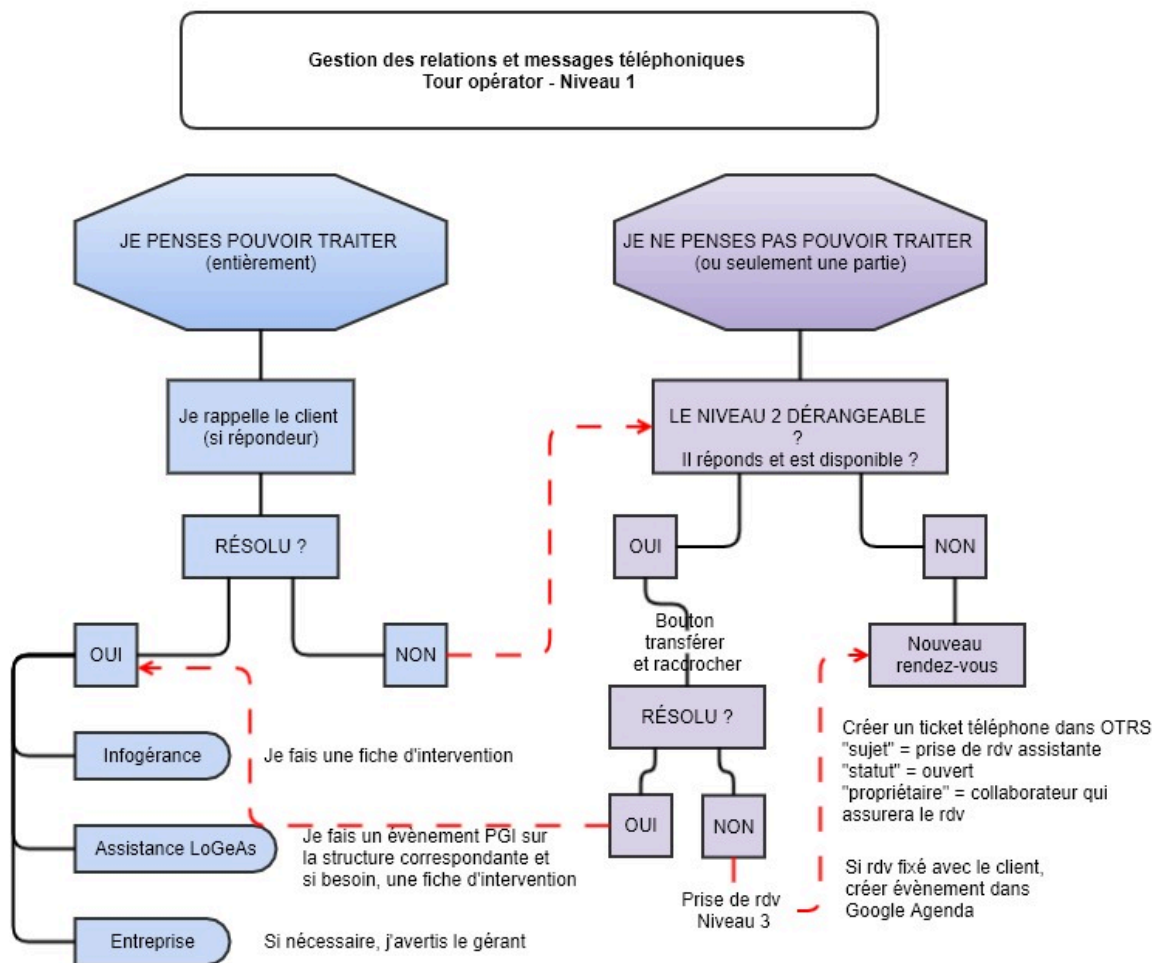 Gestion des relations et messages téléphoniques
Tour opérator - Niveau 1
JE PENSES POUVOIR TRAITER
(entièrement)
JE NE PENSES PAS POUVOIR TRAITER
(ou seulement une partie)
Je rappelle le client
(si répondeur)
LE NIVEAU 2 DÉRANGEABLE
?
Il réponds et est disponible ?
RÉSOLU ?
OUI
NON
OUI
NON
Bouton
transférer
et raccrocher
Nouveau
rendez-vous
RÉSOLU ?
Infogérance
Je fais une fiche d'intervention
Créer un ticket téléphone dans OTRS
"sujet" = prise de rdv assistante
"statut" = ouvert
"propriétaire" = collaborateur qui
assurera le rdv
OUI
NON
Assistance LoGeAs
Je fais un évènement PGI sur
la structure correspondante et
si besoin, une fiche d'intervention
Prise de rdv
Niveau 3
Si rdv fixé avec le client,
créer évènement dans
Google Agenda
Entreprise
Si nécessaire, j'avertis le gérant